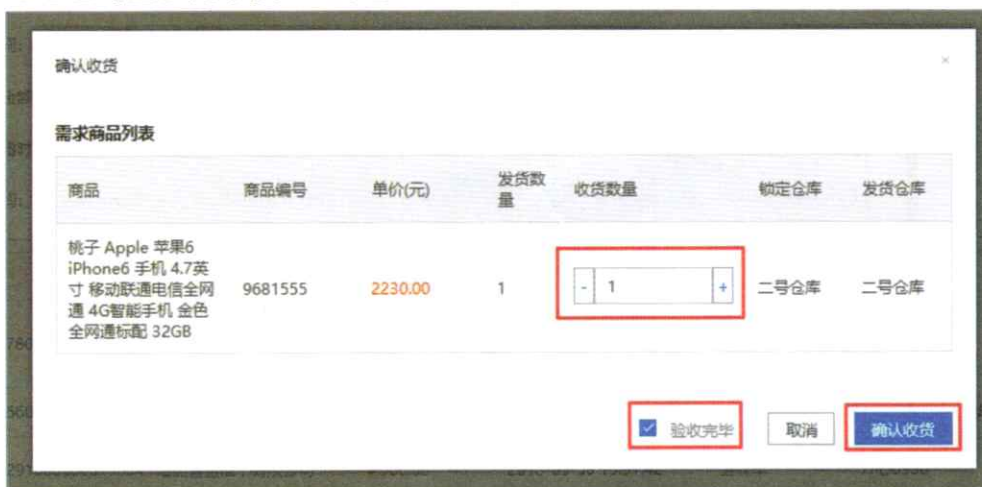 确认收货
×
需求商品列表
商品 商品编号 单价(元) 发货数量 收货数量 锁定仓库 发货仓库
桃子 Apple 苹果6
iPhone6 手机 4.7英
寸 移动联通电信全网
通 4G智能手机 金色
全网通标配 32GB
9681555 2230.00 1 - 1 + 二号仓库 二号仓库
验收完毕 取消 确认收货